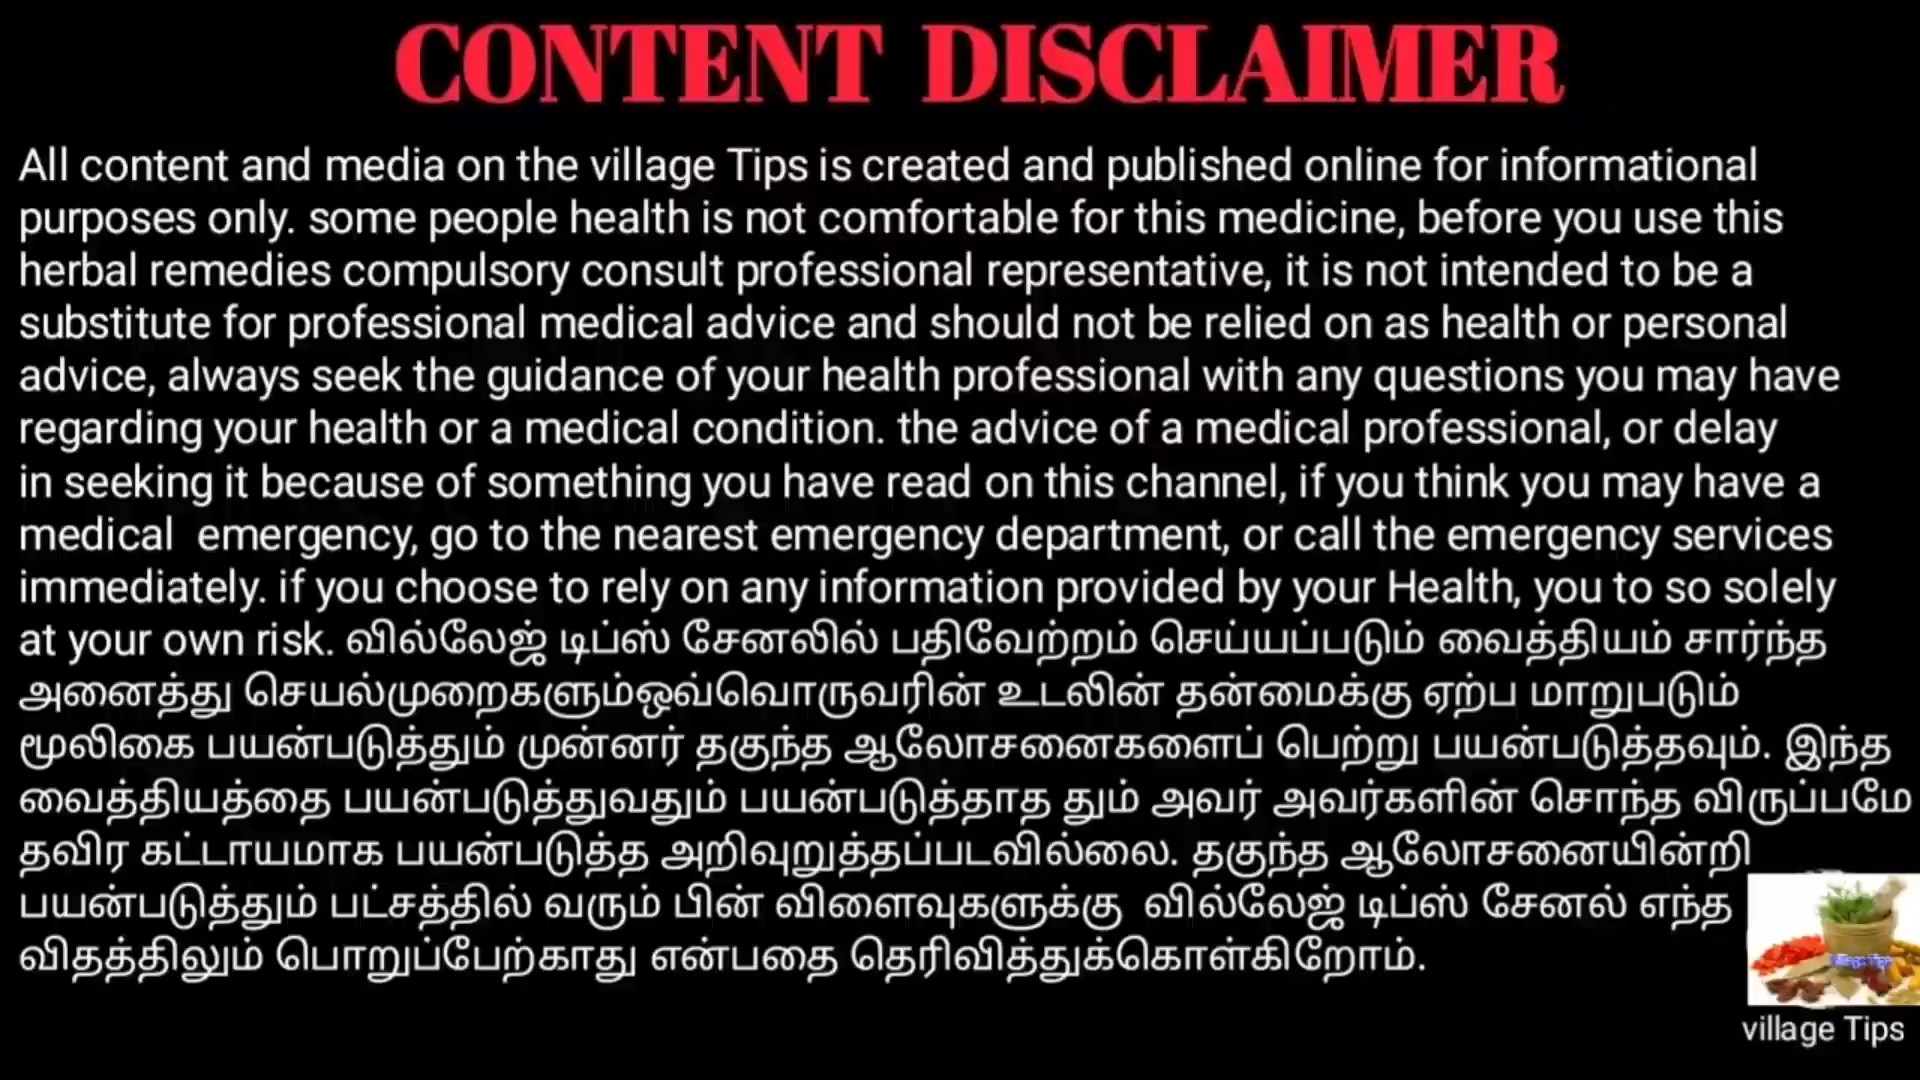 CONTENT DISCLAIMER
All content and media on the village Tips is created and published online for informational
purposes only. some people health is not comfortable for this medicine, before you use this
herbal remedies compulsory consult professional representative, it is not intended to be a
substitute for professional medical advice and should not be relied on as health or personal
advice, always seek the guidance of your health professional with any questions you may have
regarding your health or a medical condition. the advice of a medical professional, or delay
in seeking it because of something you have read on this channel, if you think you may have a
medical emergency, go to the nearest emergency department, or call the emergency services
immediately. if you choose to rely on any information provided by your Health, you to so solely
at your own risk. வில்லேஜ் டிப்ஸ் சேனலில் பதிவேற்றம் செய்யப்படும் வைத்தியம் சார்ந்த
அனைத்து செயல்முறைகளும்ஒவ்வொருவரின் உடலின் தன்மைக்கு ஏற்ப மாறுபடும்
மூலிகை பயன்படுத்தும் முன்னர் தகுந்த ஆலோசனைகளைப் பெற்று பயன்படுத்தவும். இந்த
வைத்தியத்தை பயன்படுத்துவதும் பயன்படுத்தாத தும் அவர் அவர்களின் சொந்த விருப்பமே
தவிர கட்டாயமாக பயன்படுத்த அறிவுறுத்தப்படவில்லை. தகுந்த ஆலோசனையின்றி
பயன்படுத்தும் பட்சத்தில் வரும் பின் விளைவுகளுக்கு வில்லேஜ் டிப்ஸ் சேனல் எந்த
விதத்திலும் பொறுப்பேற்காது என்பதை தெரிவித்துக்கொள்கிறோம்.
village Tips